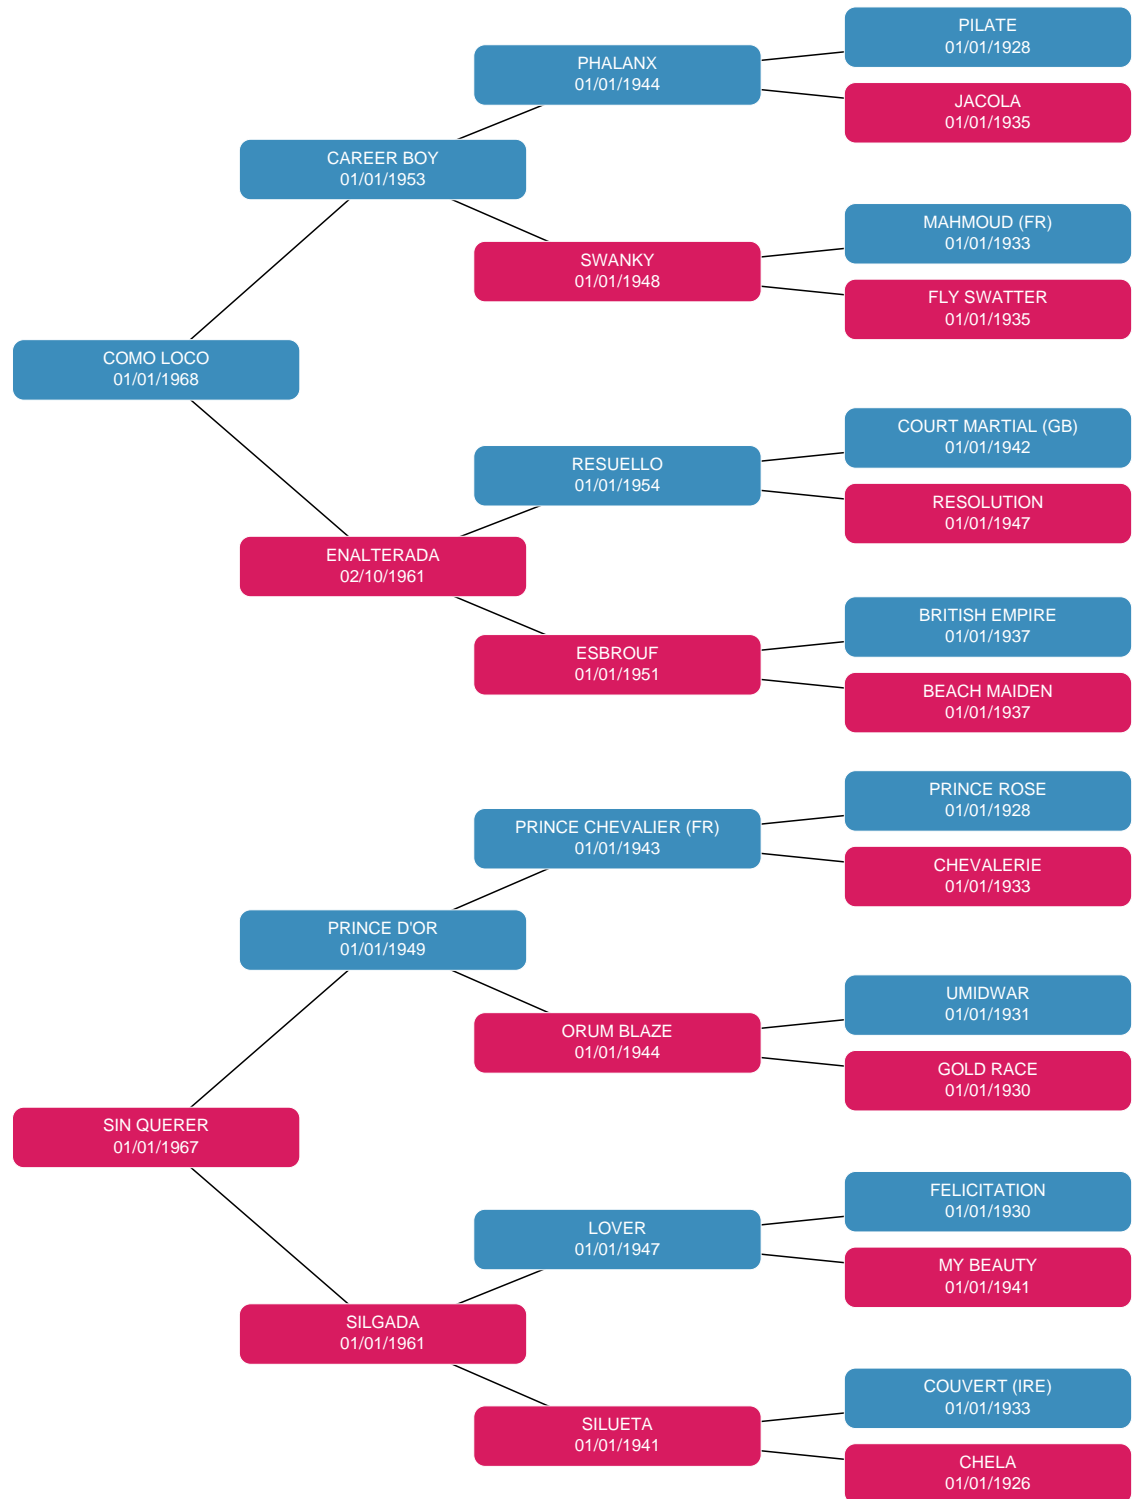 PILATE
01/01/1928
PHALANX
01/01/1944
JACOLA
01/01/1935
CAREER BOY
01/01/1953
MAHMOUD (FR)
01/01/1933
SWANKY
01/01/1948
FLY SWATTER
01/01/1935
COMO LOCO
01/01/1968
COURT MARTIAL (GB)
01/01/1942
RESUELLO
01/01/1954
RESOLUTION
01/01/1947
ENALTERADA
02/10/1961
BRITISH EMPIRE
01/01/1937
ESBROUF
01/01/1951
BEACH MAIDEN
01/01/1937
PRINCE ROSE
01/01/1928
PRINCE CHEVALIER (FR)
01/01/1943
CHEVALERIE
01/01/1933
PRINCE D'OR
01/01/1949
UMIDWAR
01/01/1931
ORUM BLAZE
01/01/1944
GOLD RACE
01/01/1930
SIN QUERER
01/01/1967
FELICITATION
01/01/1930
LOVER
01/01/1947
MY BEAUTY
01/01/1941
SILGADA
01/01/1961
COUVERT (IRE)
01/01/1933
SILUETA
01/01/1941
CHELA
01/01/1926